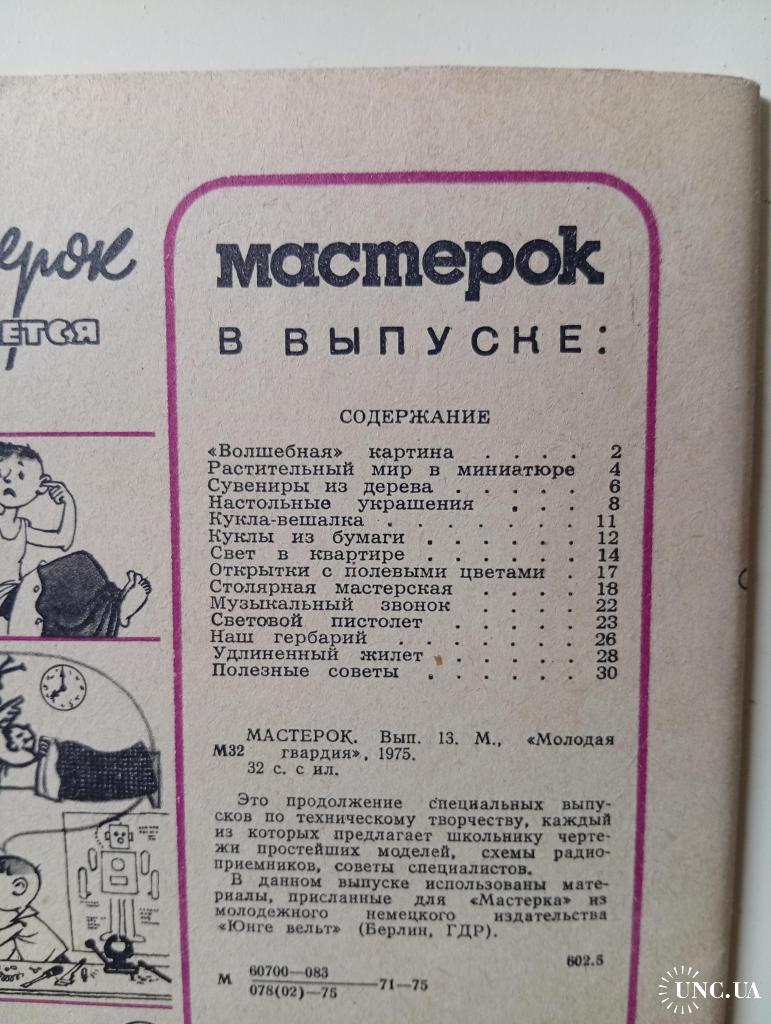 ерок
ЕТСЯ
мастерок
В ВЫПУСКЕ:
СОДЕРЖАНИЕ
«Волшебная» картина . . . . 2
Растительный мир в миниатюре 4
Сувениры из дерева . . . . . 6
Настольные украшения . . . 8
Кукла-вешалка . . . . . . . 11
Куклы из бумаги . . . . . . 12
Свет в квартире . . . . . . 14
Открытки с полевыми цветами . 17
Столярная мастерская . . . . 18
Музыкальный звонок . . . . 22
Световой пистолет . . . . . 23
Наш гербарий . . . . . . . 26
Удлиненный жилет . . . . . 28
Полезные советы . . . . . . 30
МАСТЕРОК. Вып. 13. М., «Молодая
М32 гвардия», 1975.
32 с. с ил.
Это продолжение специальных выпу-
сков по техническому творчеству, каждый
из которых предлагает школьнику черте-
жи простейших моделей, схемы радио-
приемников, советы специалистов.
В данном выпуске использованы мате-
риалы, присланные для «Мастерка» из
молодежного немецкого издательства
«Юнге вельт» (Берлин, ГДР).
602.5
М 60700—083
078(02)—75 —71—75
UNC.UA